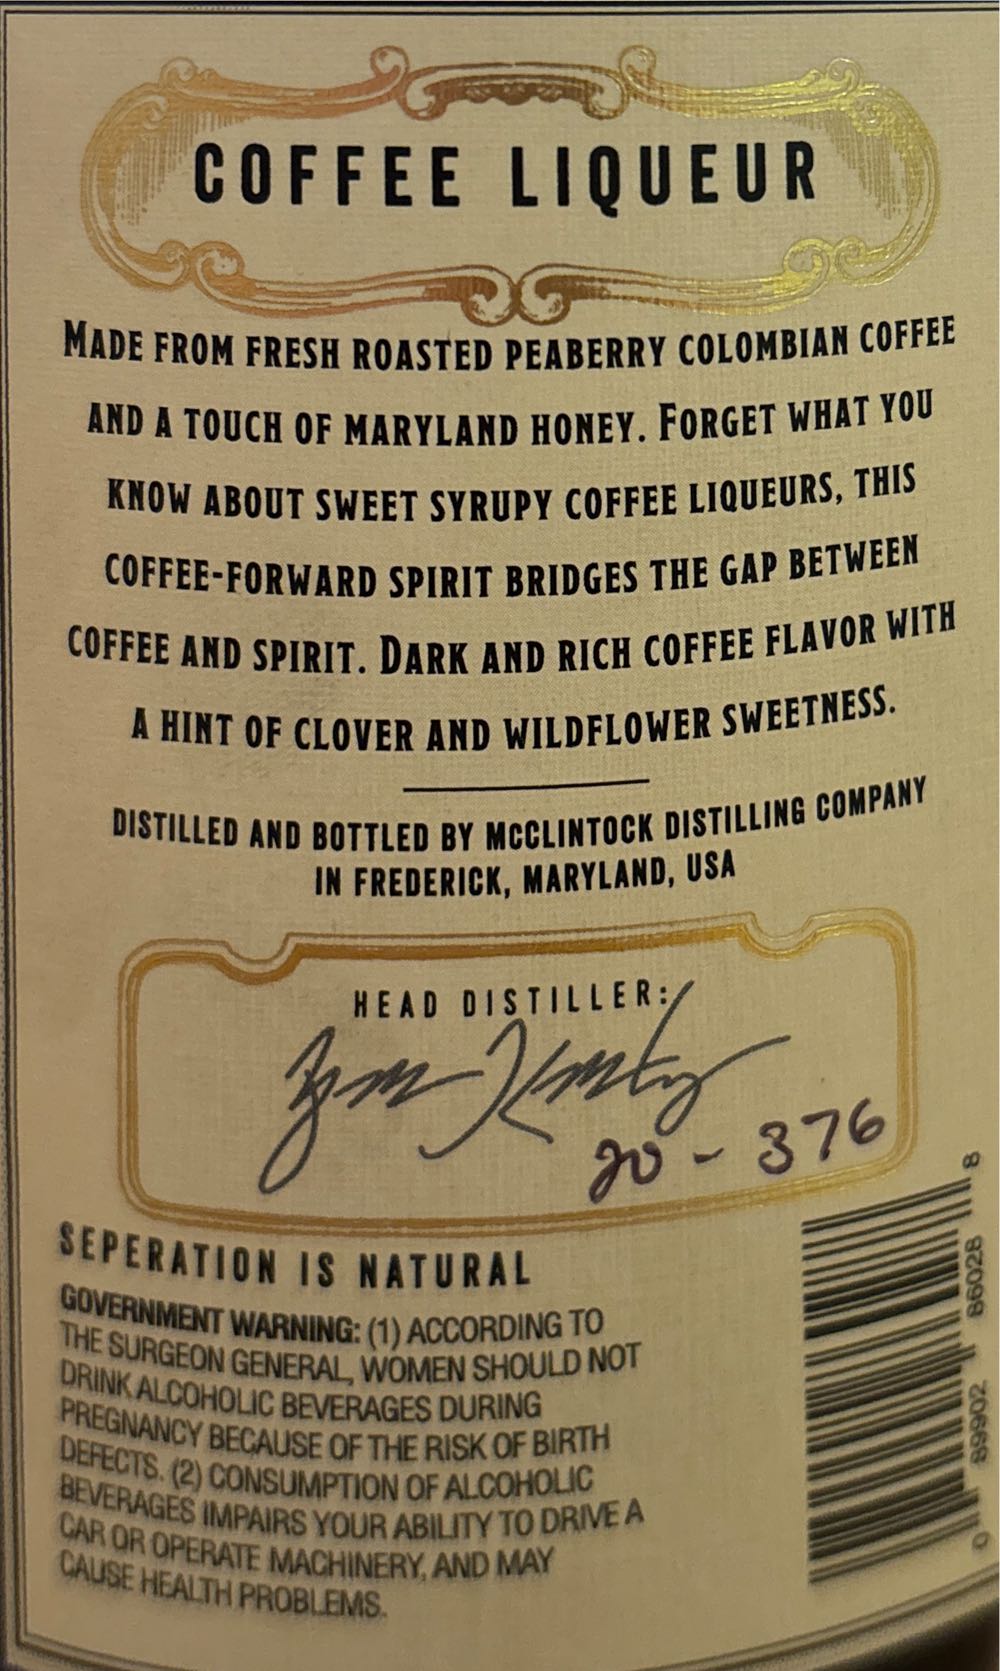 COFFEE LIQUEUR
MADE FROM FRESH ROASTED PEABERRY COLOMBIAN COFFEE
AND A TOUCH OF MARYLAND HONEY. FORGET WHAT YOU
KNOW ABOUT SWEET SYRUPY COFFEE LIQUEURS, THIS
COFFEE-FORWARD SPIRIT BRIDGES THE GAP BETWEEN
COFFEE AND SPIRIT. DARK AND RICH COFFEE FLAVOR WITH
A HINT OF CLOVER AND WILDFLOWER SWEETNESS.
DISTILLED AND BOTTLED BY McCLINTOCK DISTILLING COMPANY
IN FREDERICK, MARYLAND, USA
HEAD DISTILLER:
20-376
SEPERATION IS NATURAL
GOVERNMENT WARNING: (1) ACCORDING TO
THE SURGEON GENERAL, WOMEN SHOULD NOT
DRINK ALCOHOLIC BEVERAGES DURING
PREGNANCY BECAUSE OF THE RISK OF BIRTH
DEFECTS. (2) CONSUMPTION OF ALCOHOLIC
BEVERAGES IMPAIRS YOUR ABILITY TO DRIVE A
CAR OR OPERATE MACHINERY, AND MAY
CAUSE HEALTH PROBLEMS.
0 89902 86028 8